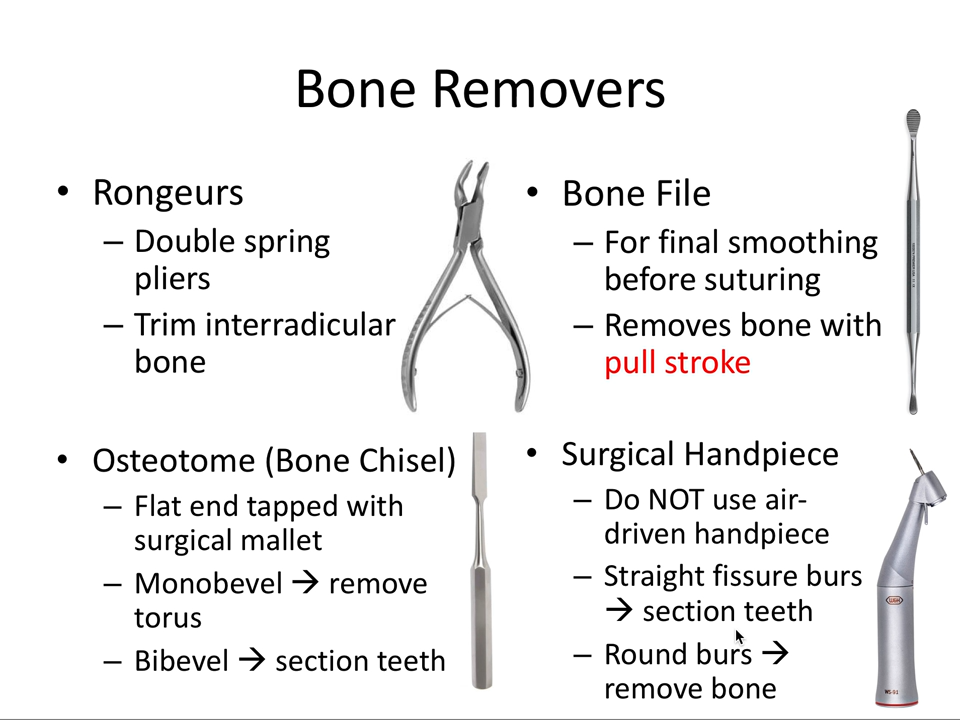 Bone Removers
• Rongeurs
– Double spring
pliers
– Trim interradicular
bone
• Osteotome (Bone Chisel)
– Flat end tapped with
surgical mallet
– Monobevel → remove
torus
– Bibevel → section teeth
• Bone File
– For final smoothing
before suturing
– Removes bone with
pull stroke
• Surgical Handpiece
– Do NOT use air-
driven handpiece
– Straight fissure burs
→ section teeth
– Round burs →
remove bone
W&H
WS-91